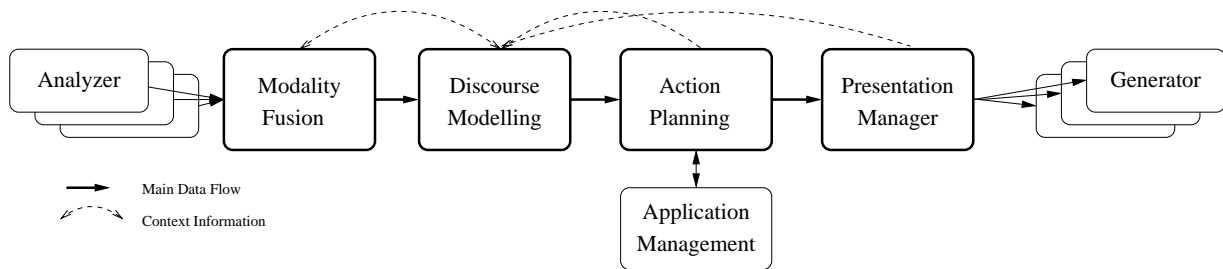 Analyzer
Modality
Fusion
Discourse
Modelling
Action
Planning
Presentation
Manager
Generator
Main Data Flow
Context Information
Application
Management